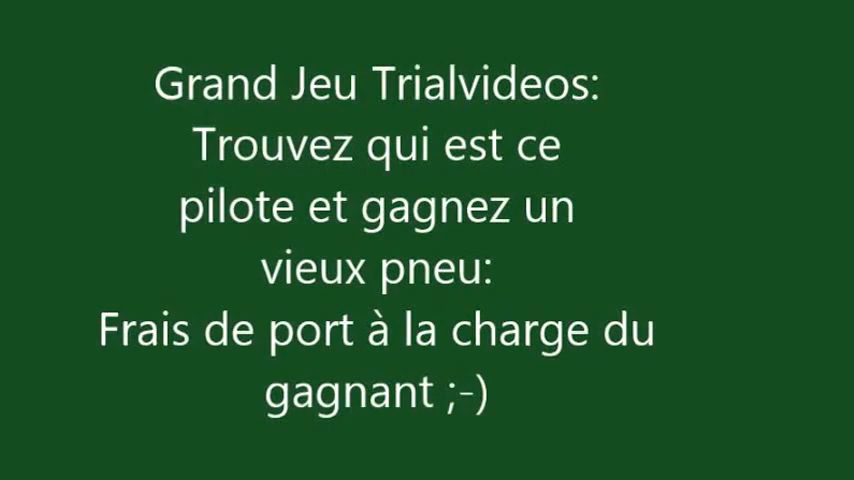 Grand Jeu Trialvideos:
Trouvez qui est ce
pilote et gagnez un
vieux pneu:
Frais de port à la charge du
gagnant ;-)